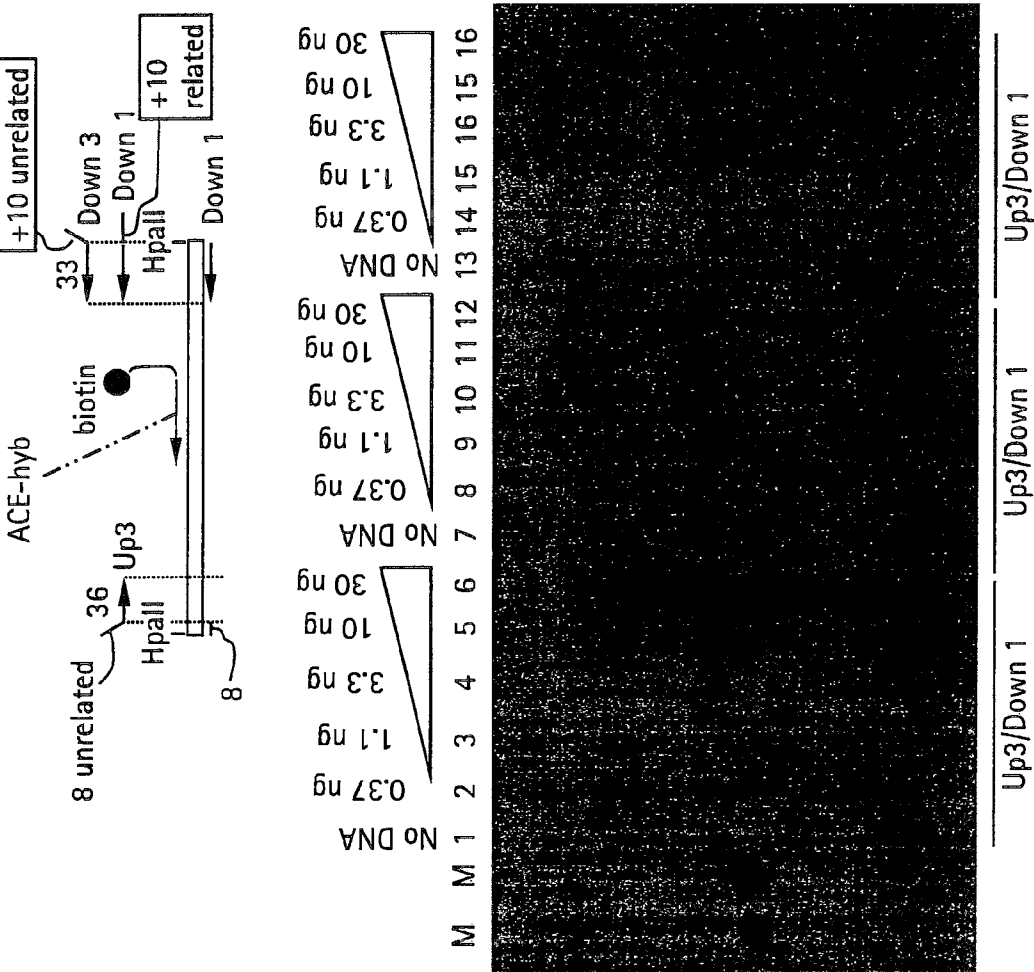 +10 unrelated
+10
related
Down 3
Down 1
33
HpaII
Down 1
ACE-hyb
biotin
8 unrelated
36
Up3
HpaII
8
No DNA
0.37 ng
1.1 ng
3.3 ng
10 ng
30 ng
No DNA
0.37 ng
1.1 ng
3.3 ng
10 ng
30 ng
No DNA
0.37 ng
1.1 ng
3.3 ng
10 ng
30 ng
M M 1 2 3 4 5 6 7 8 9 10 11 12 13 14 15 16 15 16
Up3/Down 1
Up3/Down 1
Up3/Down 1